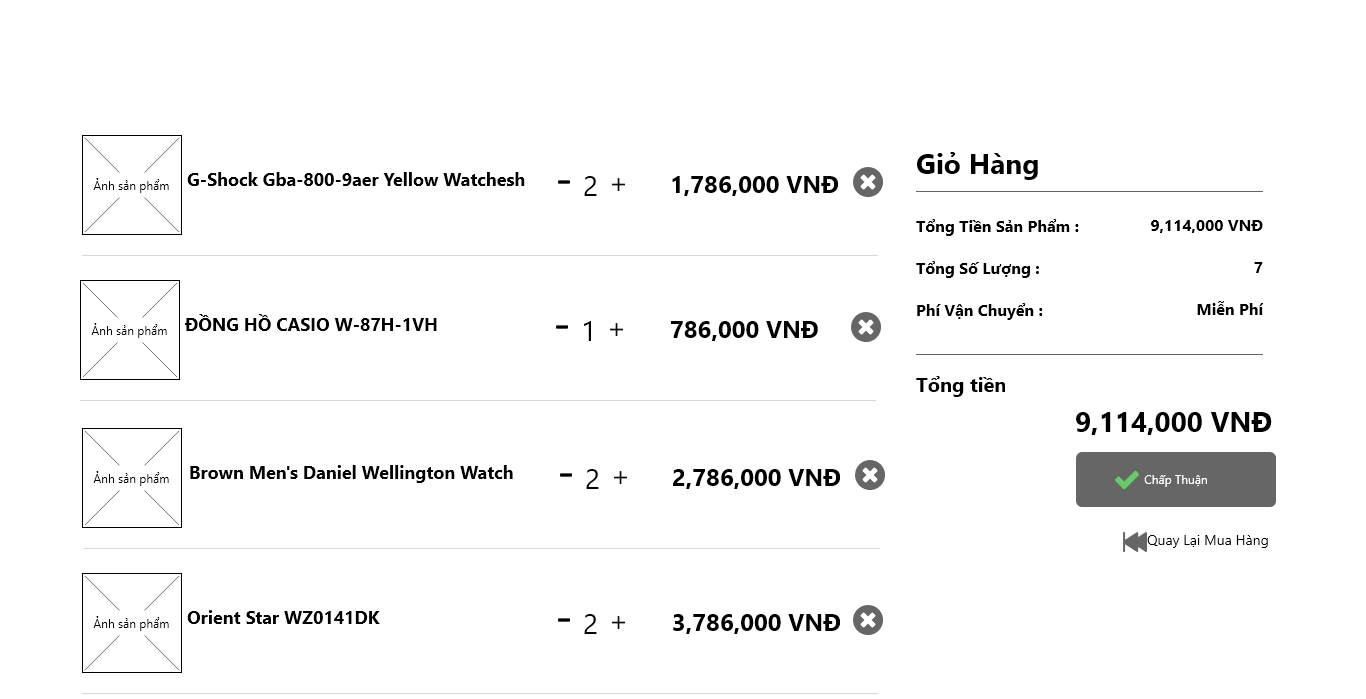 Ảnh sản phẩm
G-Shock Gba-800-9aer Yellow Watchesh
- 2 +
1,786,000 VNĐ
Ảnh sản phẩm
ĐỒNG HỒ CASIO W-87H-1VH
- 1 +
786,000 VNĐ
Ảnh sản phẩm
Brown Men's Daniel Wellington Watch
- 2 +
2,786,000 VNĐ
Ảnh sản phẩm
Orient Star WZ0141DK
- 2 +
3,786,000 VNĐ
Giỏ Hàng
Tổng Tiền Sản Phẩm : 9,114,000 VNĐ
Tổng Số Lượng : 7
Phí Vận Chuyển : Miễn Phí
Tổng tiền
9,114,000 VNĐ
Chấp Thuận
Quay Lại Mua Hàng